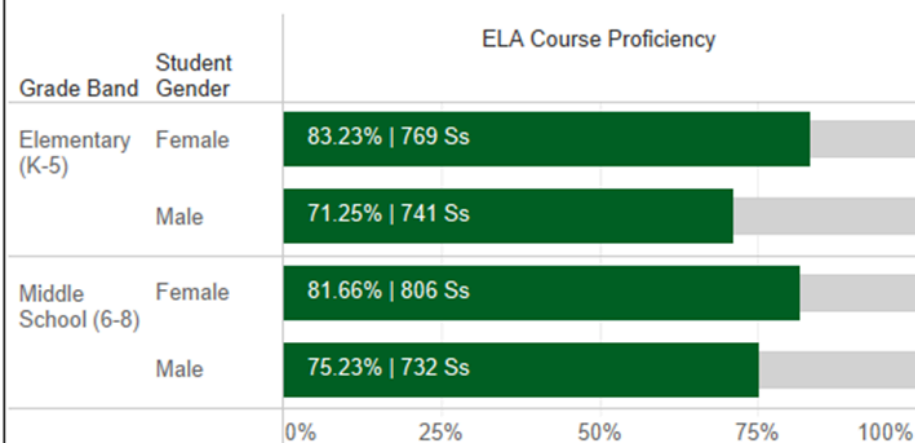 ELA Course Proficiency
Student
Grade Band Gender
Elementary Female 83.23% | 769 Ss
(K-5)
Male 71.25% | 741 Ss
Middle Female 81.66% | 806 Ss
School (6-8)
Male 75.23% | 732 Ss
0% 25% 50% 75% 100%